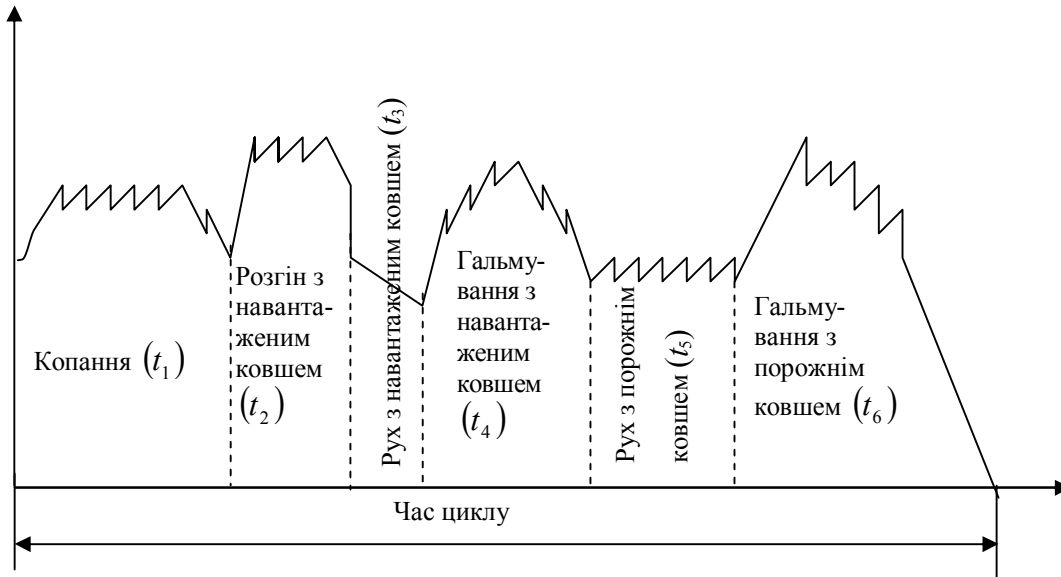 Копання (t₁)
Розгін з
наванта-
женим
ковшем
(t₂)
Рух з навантаженим ковшем (t₃)
Гальму-
вання з
наванта-
женим
ковшем
(t₄)
Рух з порожнім
ковшем (t₅)
Гальму-
вання з
порожнім
ковшем (t₆)
Час циклу